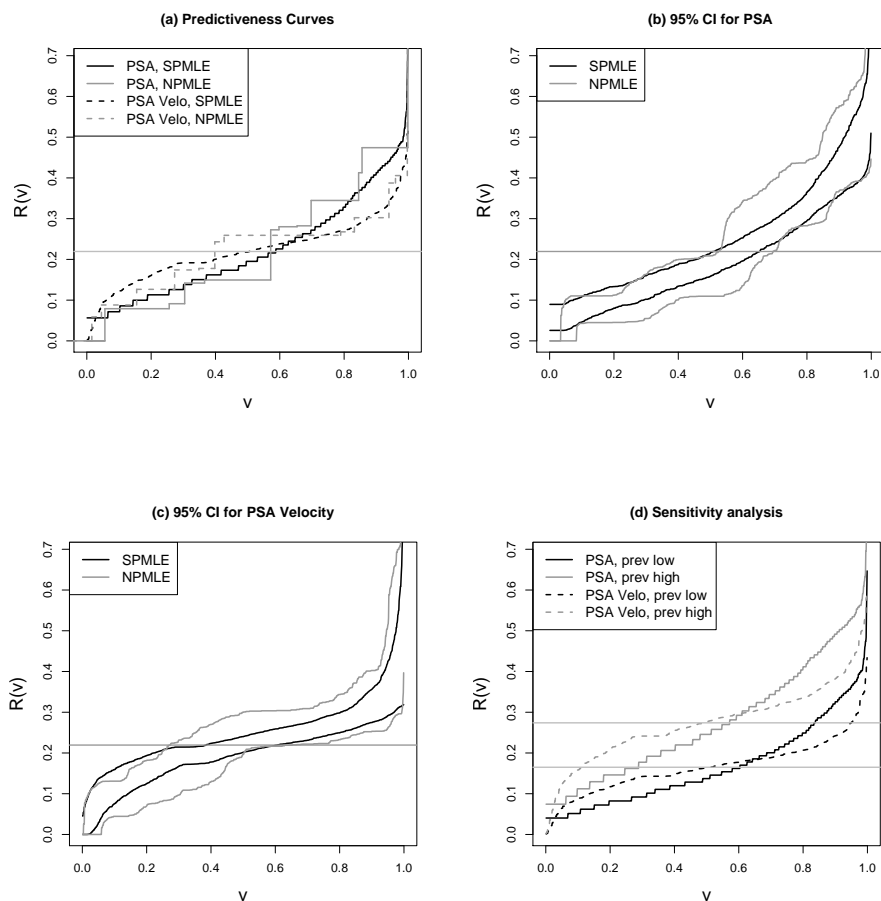 (a) Predictiveness Curves
PSA, SPMLE
PSA, NPMLE
PSA Velo, SPMLE
PSA Velo, NPMLE
R(v)
0.0 0.1 0.2 0.3 0.4 0.5 0.6 0.7
0.0 0.2 0.4 0.6 0.8 1.0
v
(b) 95% CI for PSA
SPMLE
NPMLE
R(v)
0.0 0.1 0.2 0.3 0.4 0.5 0.6 0.7
0.0 0.2 0.4 0.6 0.8 1.0
v
(c) 95% CI for PSA Velocity
SPMLE
NPMLE
R(v)
0.0 0.1 0.2 0.3 0.4 0.5 0.6 0.7
0.0 0.2 0.4 0.6 0.8 1.0
v
(d) Sensitivity analysis
PSA, prev low
PSA, prev high
PSA Velo, prev low
PSA Velo, prev high
R(v)
0.0 0.1 0.2 0.3 0.4 0.5 0.6 0.7
0.0 0.2 0.4 0.6 0.8 1.0
v